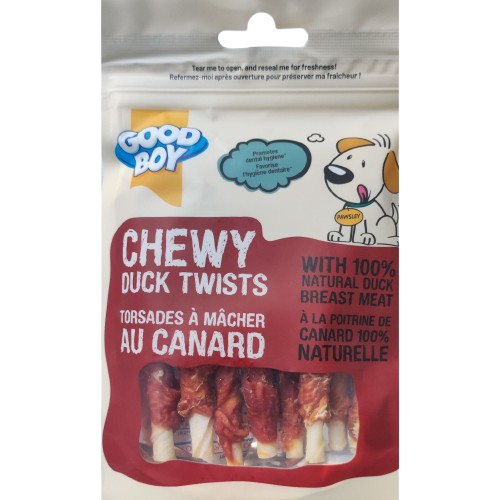 Tear me to open, and reseal me for freshness!
Refermez-moi après ouverture pour préserver ma fraîcheur !
GOOD
BOY
Promotes
dental hygiene*
Favorise
l'hygiène dentaire*
PAWSLEY
CHEWY
DUCK TWISTS
TORSADES À MÂCHER
AU CANARD
WITH 100%
NATURAL DUCK
BREAST MEAT
À LA POITRINE DE
CANARD 100%
NATURELLE